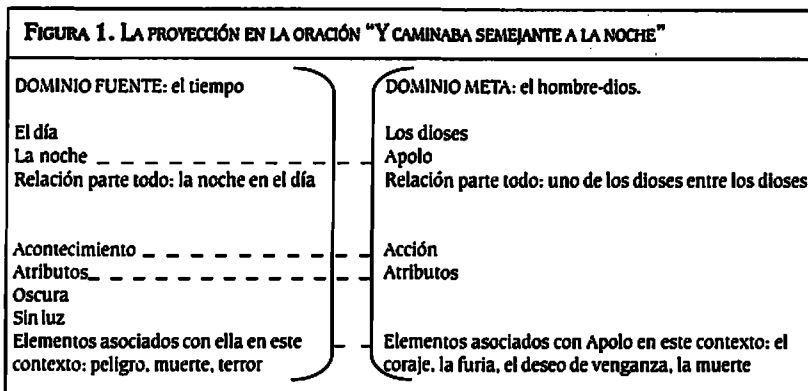 FIGURA 1. LA PROYECCIÓN EN LA ORACIÓN “Y CAMINABA SEMEJANTE A LA NOCHE”
DOMINIO FUENTE: el tiempo
El día
La noche
Relación parte todo: la noche en el día
Acontecimiento
Atributos
Oscura
Sin luz
Elementos asociados con ella en este
contexto: peligro, muerte, terror
DOMINIO META: el hombre-dios.
Los dioses
Apolo
Relación parte todo: uno de los dioses entre los dioses
Acción
Atributos
Elementos asociados con Apolo en este contexto: el
coraje, la furia, el deseo de venganza, la muerte